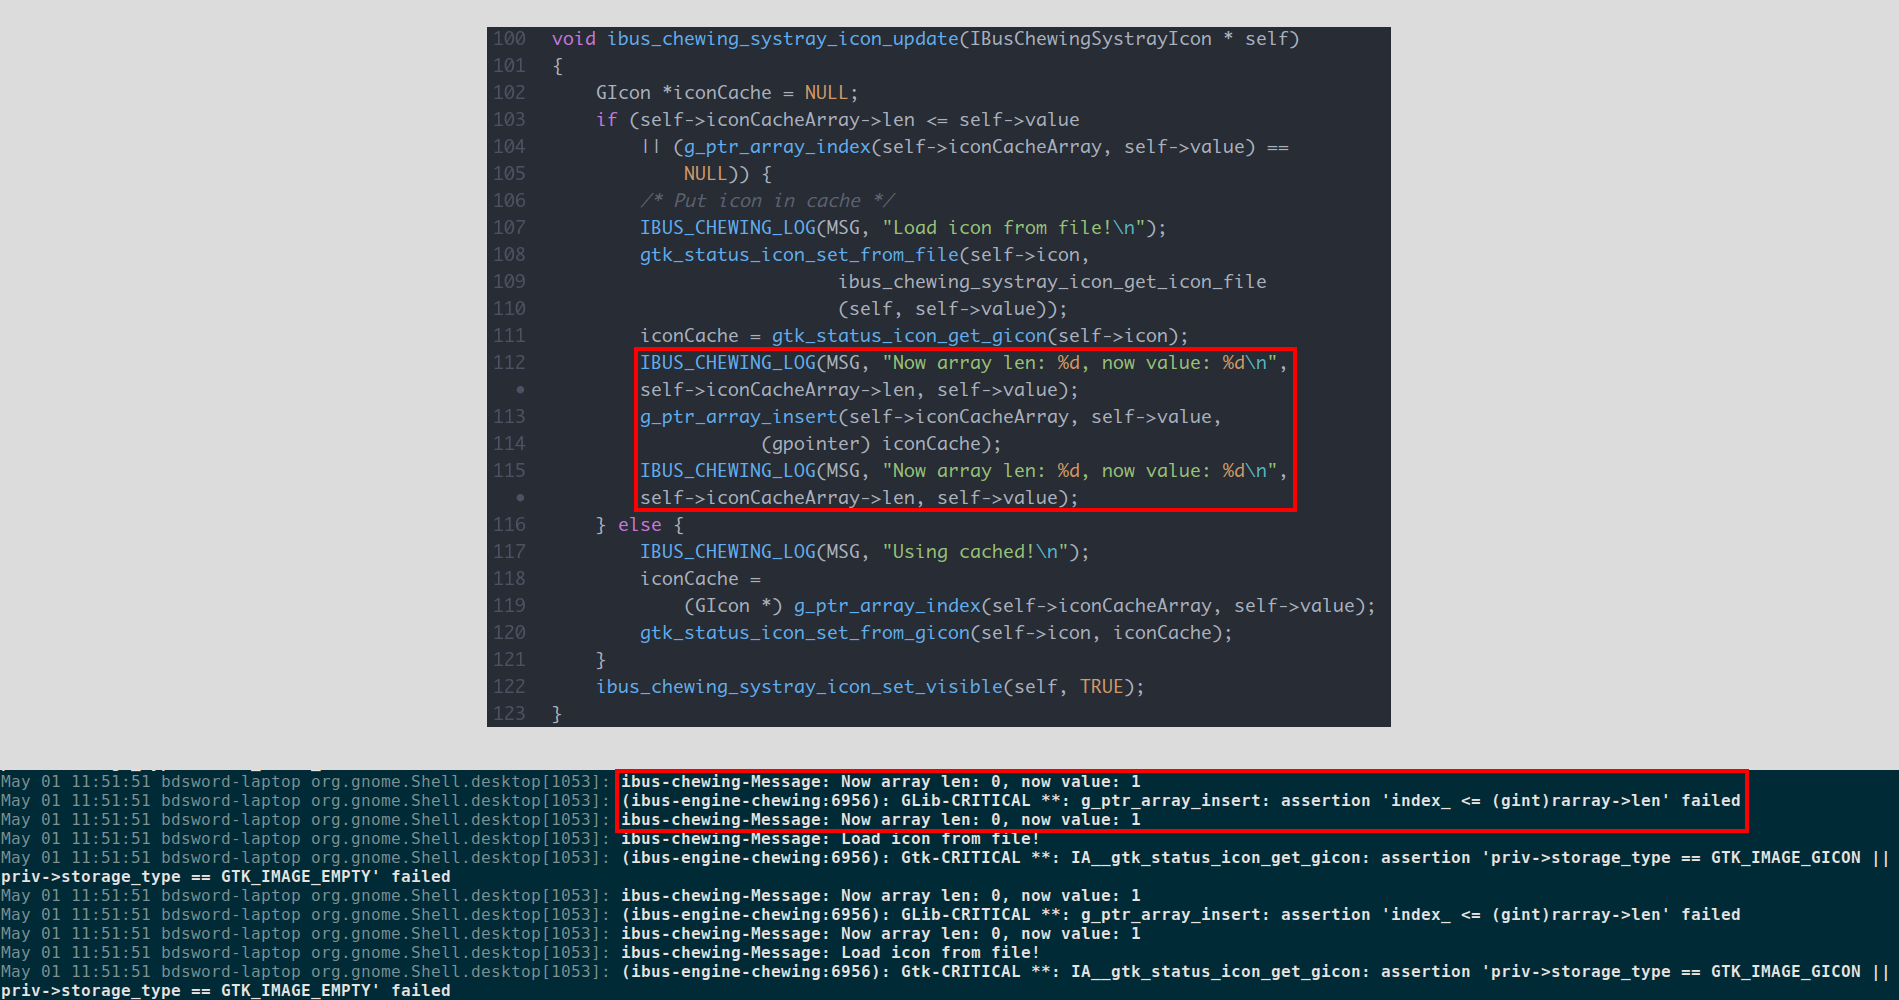 100 void ibus_chewing_systray_icon_update(IBusChewingSystrayIcon * self)
101 {
102 GIcon *iconCache = NULL;
103 if (self->iconCacheArray->len <= self->value
104 || (g_ptr_array_index(self->iconCacheArray, self->value) ==
105 NULL)) {
106 /* Put icon in cache */
107 IBUS_CHEWING_LOG(MSG, "Load icon from file!\n");
108 gtk_status_icon_set_from_file(self->icon,
109 ibus_chewing_systray_icon_get_icon_file
110 (self, self->value));
111 iconCache = gtk_status_icon_get_gicon(self->icon);
112 IBUS_CHEWING_LOG(MSG, "Now array len: %d, now value: %d\n",
• self->iconCacheArray->len, self->value);
113 g_ptr_array_insert(self->iconCacheArray, self->value,
114 (gpointer) iconCache);
115 IBUS_CHEWING_LOG(MSG, "Now array len: %d, now value: %d\n",
• self->iconCacheArray->len, self->value);
116 } else {
117 IBUS_CHEWING_LOG(MSG, "Using cached!\n");
118 iconCache =
119 (GIcon *) g_ptr_array_index(self->iconCacheArray, self->value);
120 gtk_status_icon_set_from_gicon(self->icon, iconCache);
121 }
122 ibus_chewing_systray_icon_set_visible(self, TRUE);
123 }
May 01 11:51:51 bdsword-laptop org.gnome.Shell.desktop[1053]: ibus-chewing-Message: Now array len: 0, now value: 1
May 01 11:51:51 bdsword-laptop org.gnome.Shell.desktop[1053]: (ibus-engine-chewing:6956): GLib-CRITICAL **: g_ptr_array_insert: assertion 'index_ <= (gint)rarray->len' failed
May 01 11:51:51 bdsword-laptop org.gnome.Shell.desktop[1053]: ibus-chewing-Message: Now array len: 0, now value: 1
May 01 11:51:51 bdsword-laptop org.gnome.Shell.desktop[1053]: ibus-chewing-Message: Load icon from file!
May 01 11:51:51 bdsword-laptop org.gnome.Shell.desktop[1053]: (ibus-engine-chewing:6956): Gtk-CRITICAL **: IA__gtk_status_icon_get_gicon: assertion 'priv->storage_type == GTK_IMAGE_GICON ||
priv->storage_type == GTK_IMAGE_EMPTY' failed
May 01 11:51:51 bdsword-laptop org.gnome.Shell.desktop[1053]: ibus-chewing-Message: Now array len: 0, now value: 1
May 01 11:51:51 bdsword-laptop org.gnome.Shell.desktop[1053]: (ibus-engine-chewing:6956): GLib-CRITICAL **: g_ptr_array_insert: assertion 'index_ <= (gint)rarray->len' failed
May 01 11:51:51 bdsword-laptop org.gnome.Shell.desktop[1053]: ibus-chewing-Message: Now array len: 0, now value: 1
May 01 11:51:51 bdsword-laptop org.gnome.Shell.desktop[1053]: ibus-chewing-Message: Load icon from file!
May 01 11:51:51 bdsword-laptop org.gnome.Shell.desktop[1053]: (ibus-engine-chewing:6956): Gtk-CRITICAL **: IA__gtk_status_icon_get_gicon: assertion 'priv->storage_type == GTK_IMAGE_GICON ||
priv->storage_type == GTK_IMAGE_EMPTY' failed